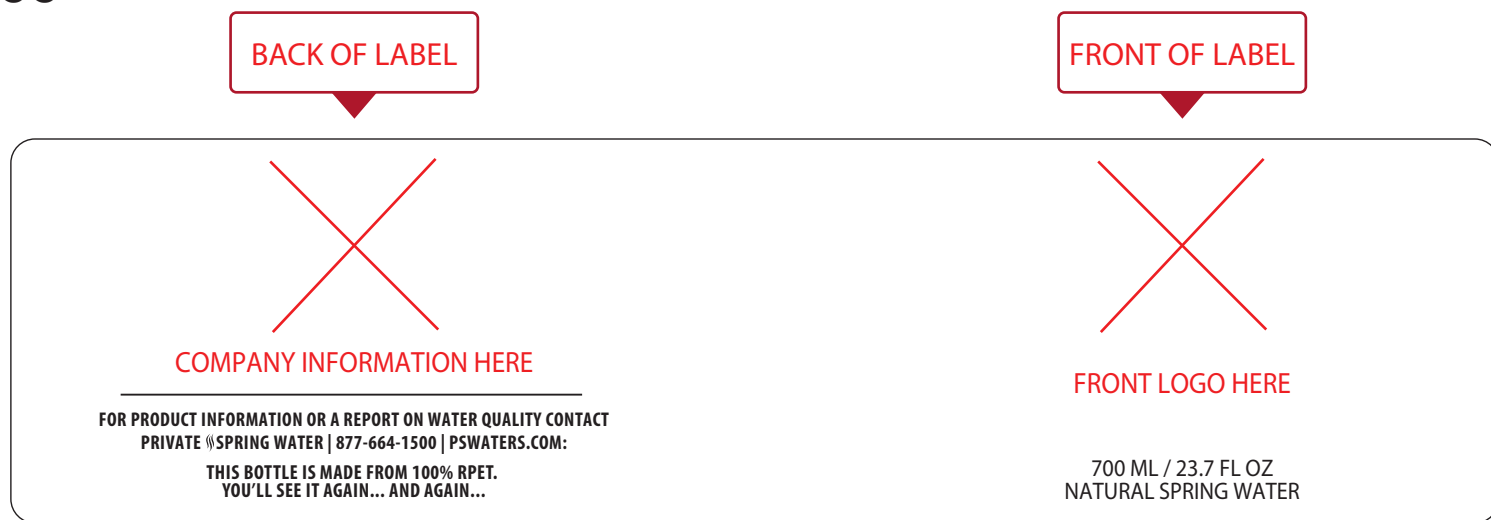 BACK OF LABEL
FRONT OF LABEL
COMPANY INFORMATION HERE
FOR PRODUCT INFORMATION OR A REPORT ON WATER QUALITY CONTACT
PRIVATE SPRING WATER | 877-664-1500 | PSWATERS.COM:
THIS BOTTLE IS MADE FROM 100% RPET.
YOU'LL SEE IT AGAIN... AND AGAIN...
FRONT LOGO HERE
700 ML / 23.7 FL OZ
NATURAL SPRING WATER